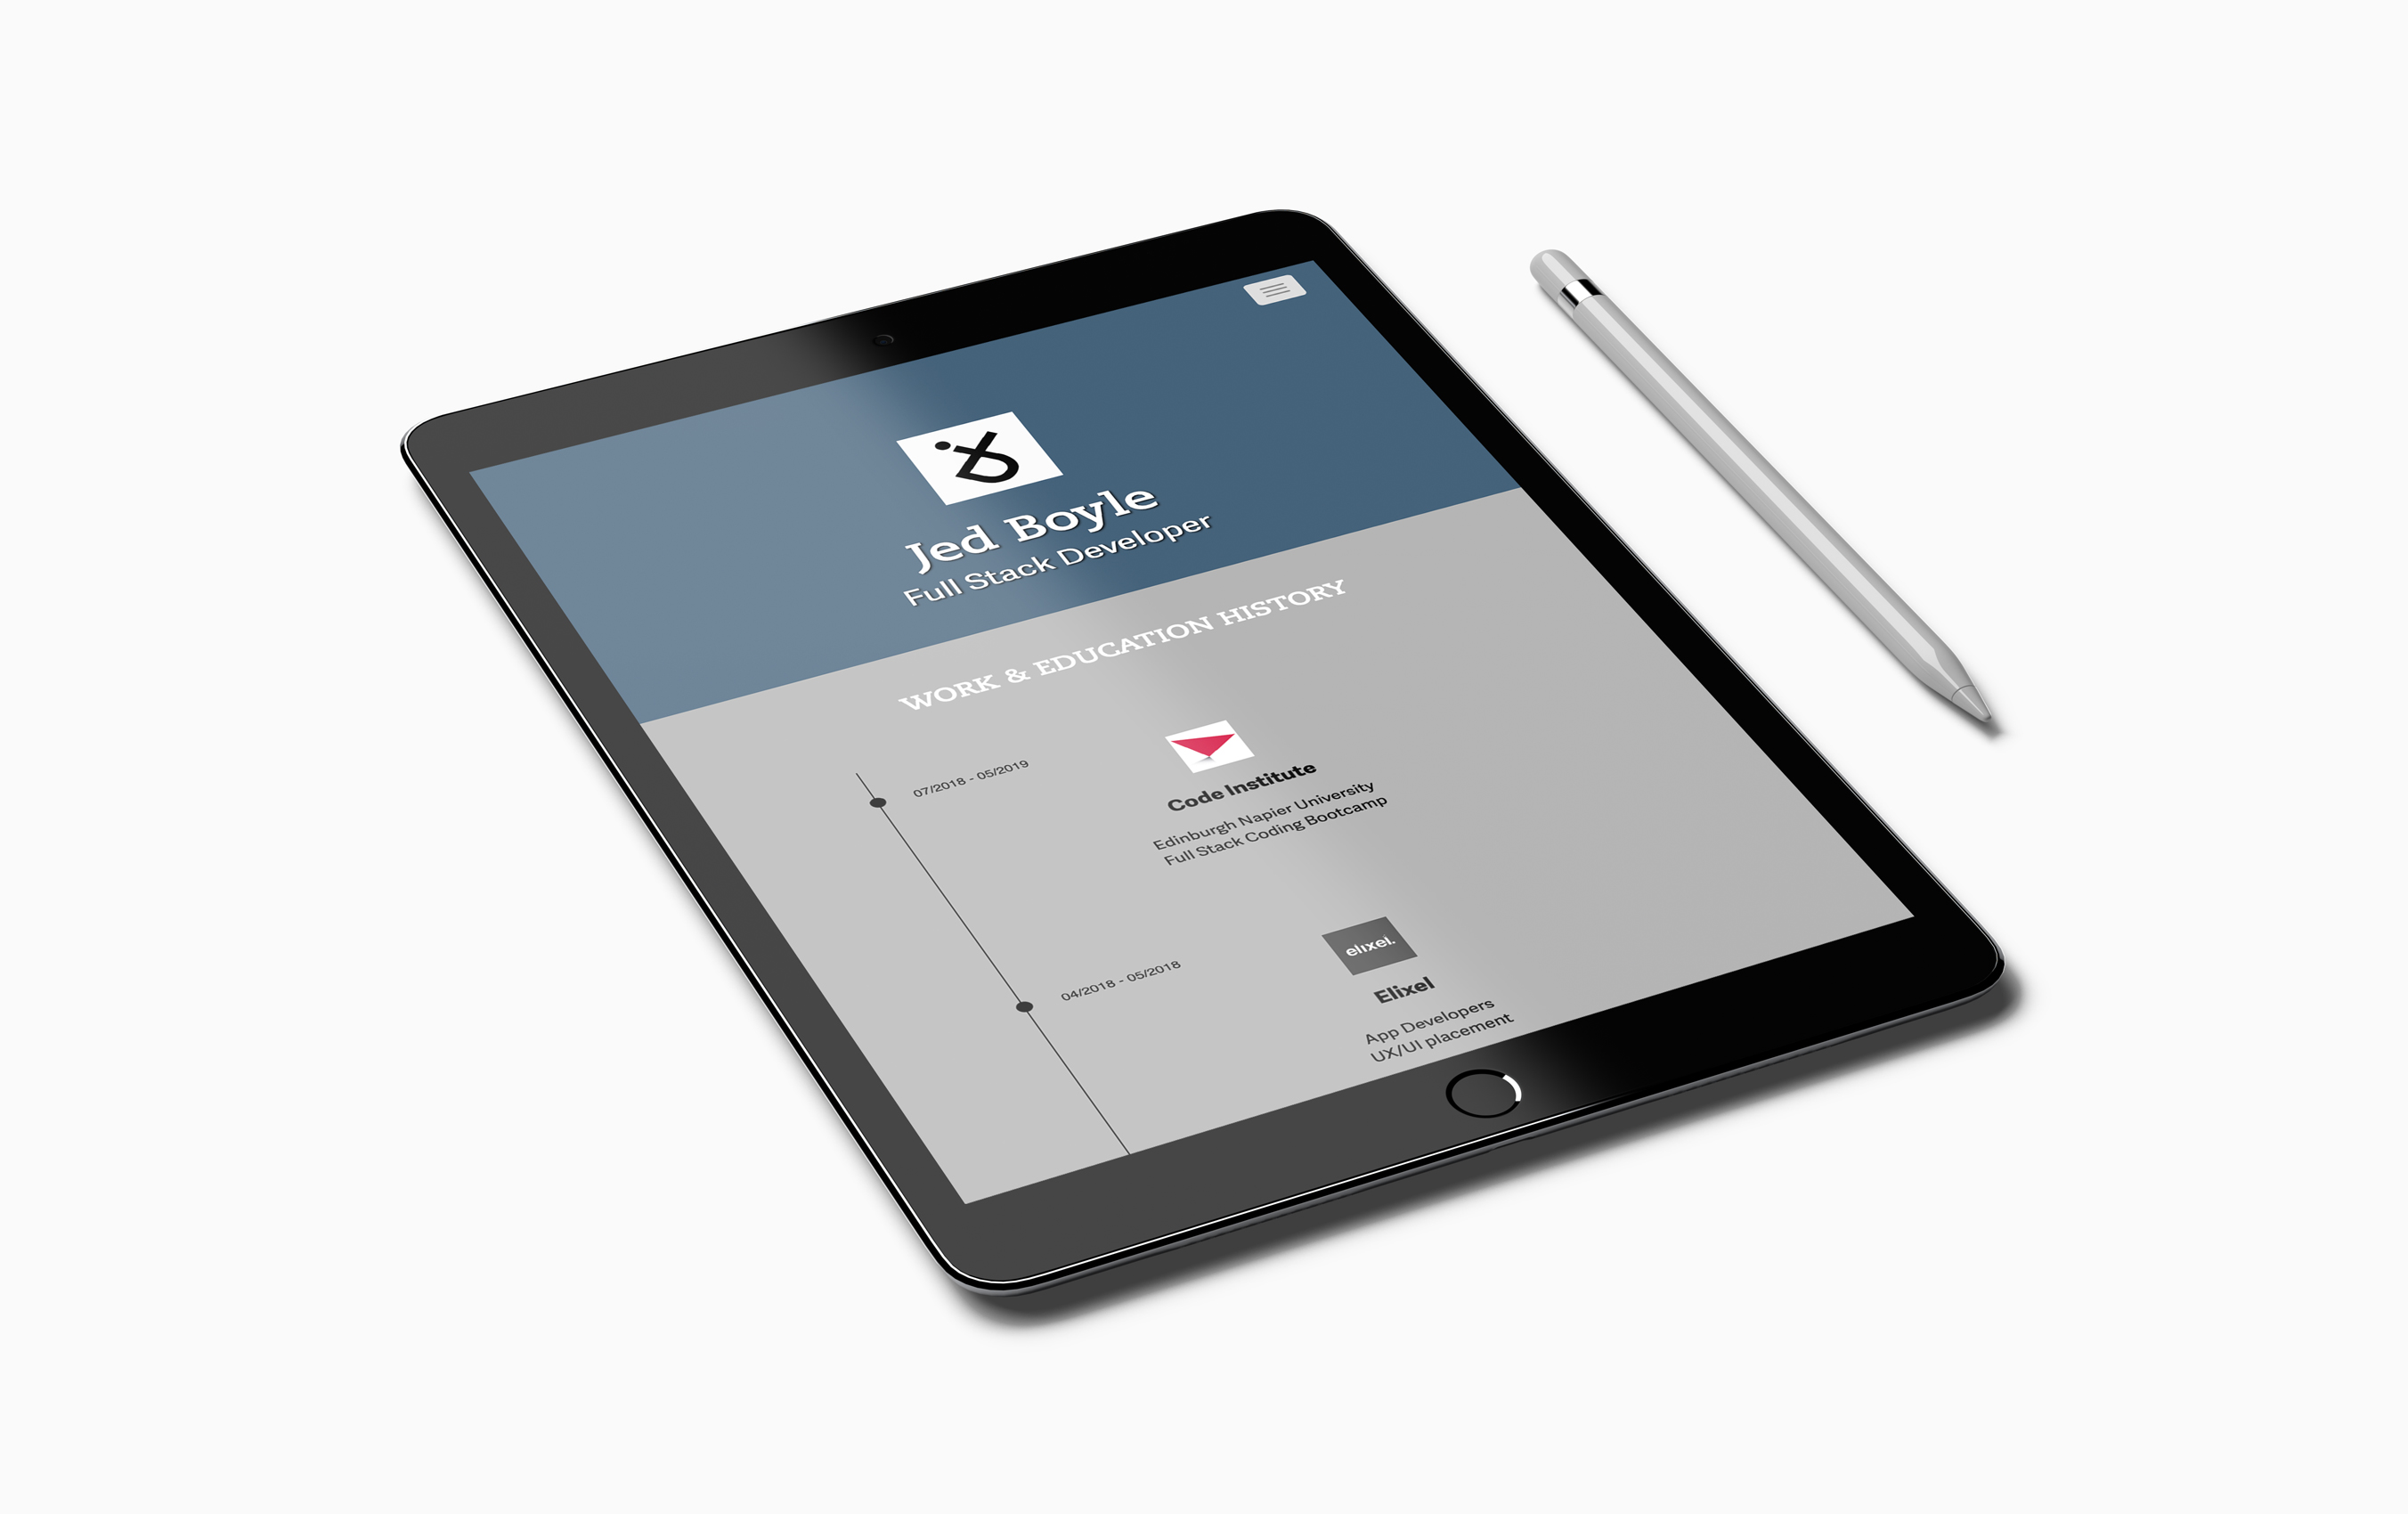 Jed Boyle
Full Stack Developer
WORK & EDUCATION HISTORY
07/2018 - 05/2019
Code Institute
Edinburgh Napier University
Full Stack Coding Bootcamp
04/2018 - 05/2018
elixel.
Elixel
App Developers
UX/UI placement